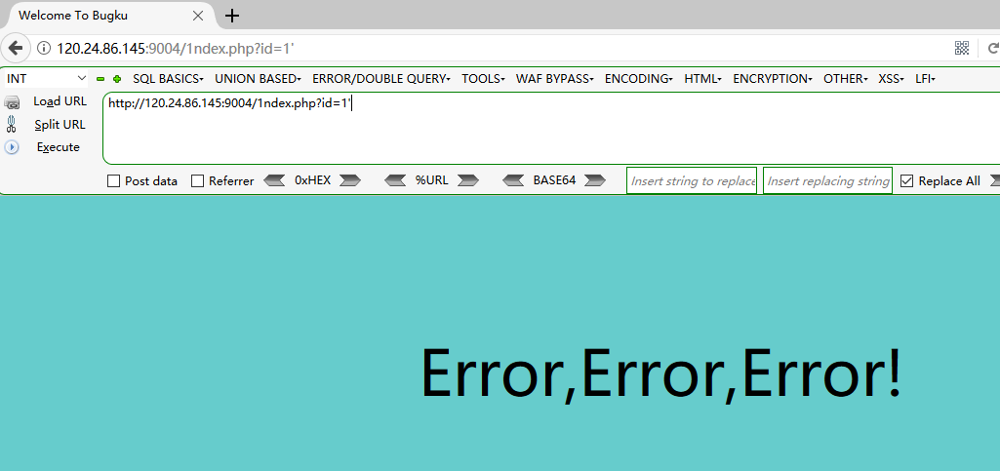 Welcome To Bugku
120.24.86.145:9004/1ndex.php?id=1'
INT SQL BASICS UNION BASED ERROR/DOUBLE QUERY TOOLS WAF BYPASS ENCODING HTML ENCRYPTION OTHER XSS LFI
Load URL http://120.24.86.145:9004/1ndex.php?id=1'
Split URL
Execute
Post data Referrer 0xHEX %URL BASE64 Insert string to replace Insert replacing string Replace All
Error,Error,Error!